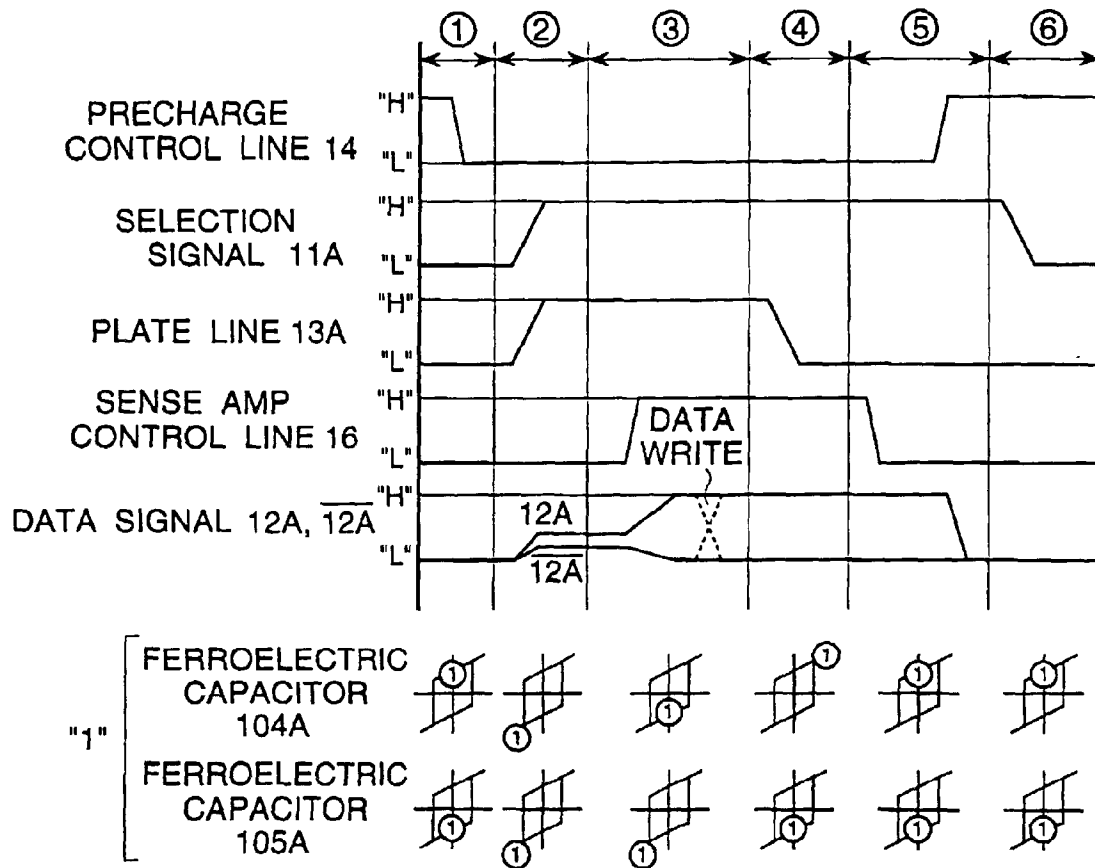 ① ② ③ ④ ⑤ ⑥
PRECHARGE
CONTROL LINE 14
"H"
"L"
SELECTION
SIGNAL 11A
"H"
"L"
PLATE LINE 13A
"H"
"L"
SENSE AMP
CONTROL LINE 16
"H"
"L"
DATA
WRITE
DATA SIGNAL 12A, 12A
"H"
"L"
12A
12A
"1"
FERROELECTRIC
CAPACITOR
104A
① ① ① ① ① ①
FERROELECTRIC
CAPACITOR
105A
① ① ① ① ① ①